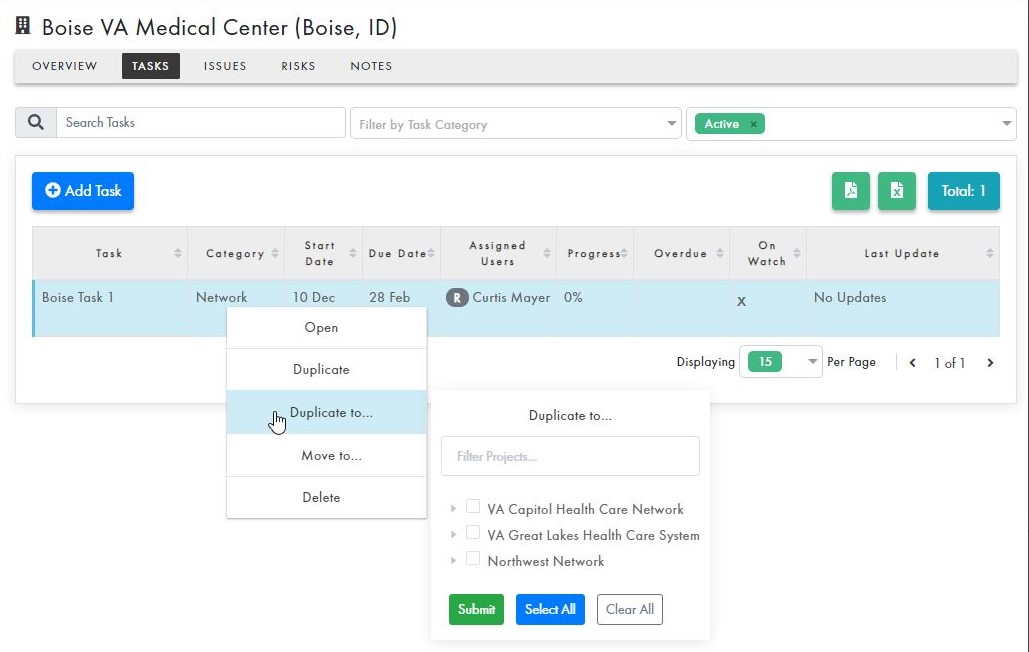 Boise VA Medical Center (Boise, ID)
OVERVIEW TASKS ISSUES RISKS NOTES
Search Tasks Filter by Task Category Active ×
Add Task Total: 1
Task Category Start Date Due Date Assigned Users Progress Overdue On Watch Last Update
Boise Task 1 Network 10 Dec 28 Feb R Curtis Mayer 0% X No Updates
Displaying 15 Per Page 1 of 1
Open
Duplicate
Duplicate to...
Move to...
Delete
Duplicate to...
Filter Projects...
VA Capitol Health Care Network
VA Great Lakes Health Care System
Northwest Network
Submit Select All Clear All